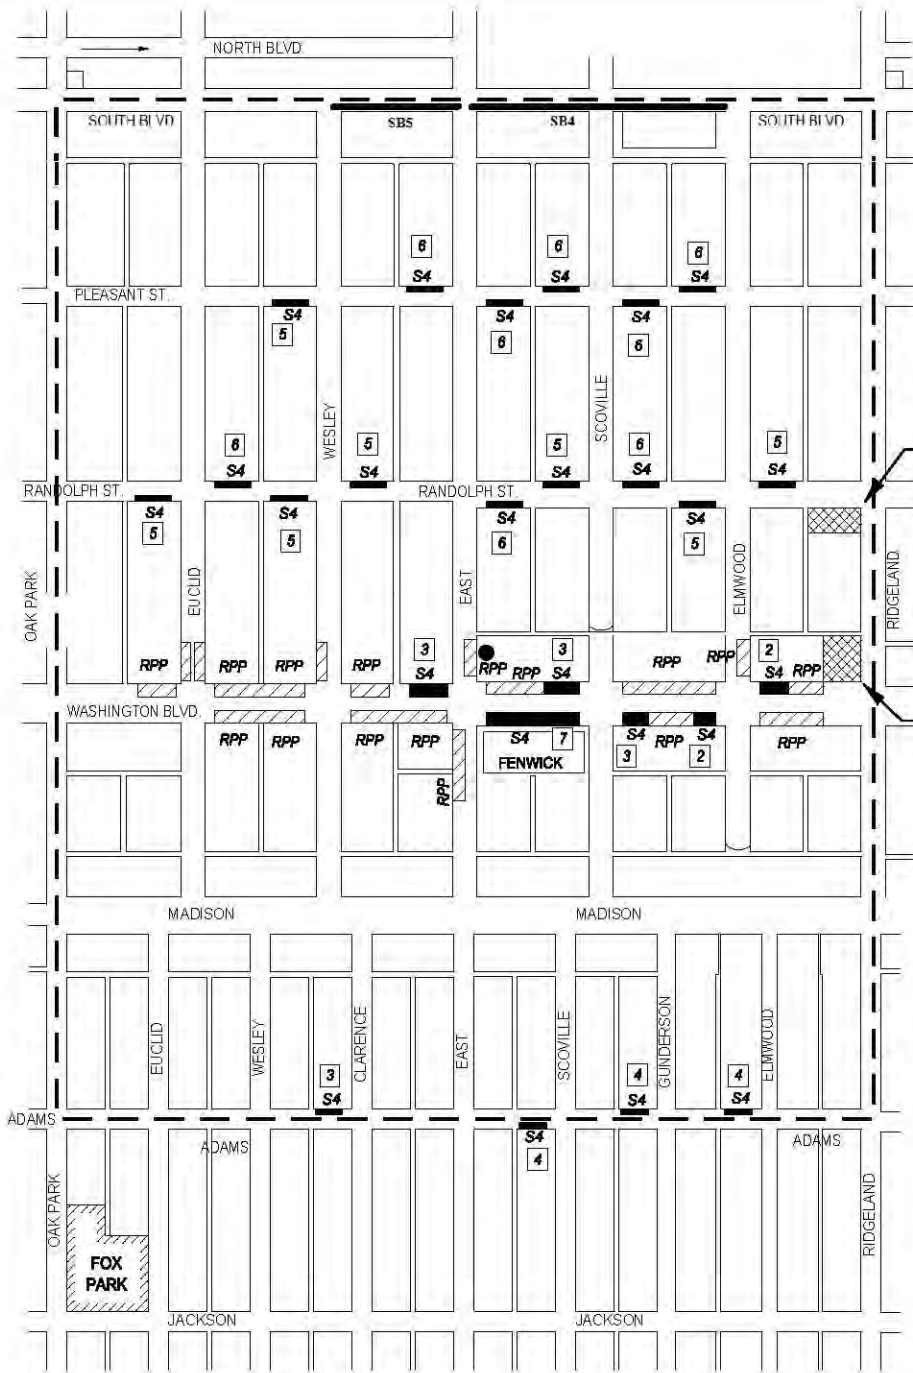 NORTH BLVD
SOUTH BLVD SB5 SB4 SOUTH BLVD
6 6 6
S4 S4 S4
PLEASANT ST.
S4 S4 S4
5 6 6
WESLEY
SCOVILLE
6 5 5 6 5
S4 S4 S4 S4 S4
RANDOLPH ST. RANDOLPH ST.
S4 S4 S4 S4
5 5 6 5
OAK PARK
EUCLID
EAST
ELMWOOD
RIDGELAND
3 3 2
RPP RPP RPP RPP S4 RPP RPP S4 RPP RPP S4 RPP
WASHINGTON BLVD.
RPP RPP RPP RPP S4 7 S4 RPP S4 RPP
FENWICK 3 2
RPP
MADISON MADISON
EUCLID
WESLEY
CLARENCE
EAST
SCOVILLE
GUNDERSON
ELMWOOD
3 4 4
S4 S4 S4
ADAMS
ADAMS S4 ADAMS
4
OAK PARK
RIDGELAND
FOX
PARK
JACKSON JACKSON